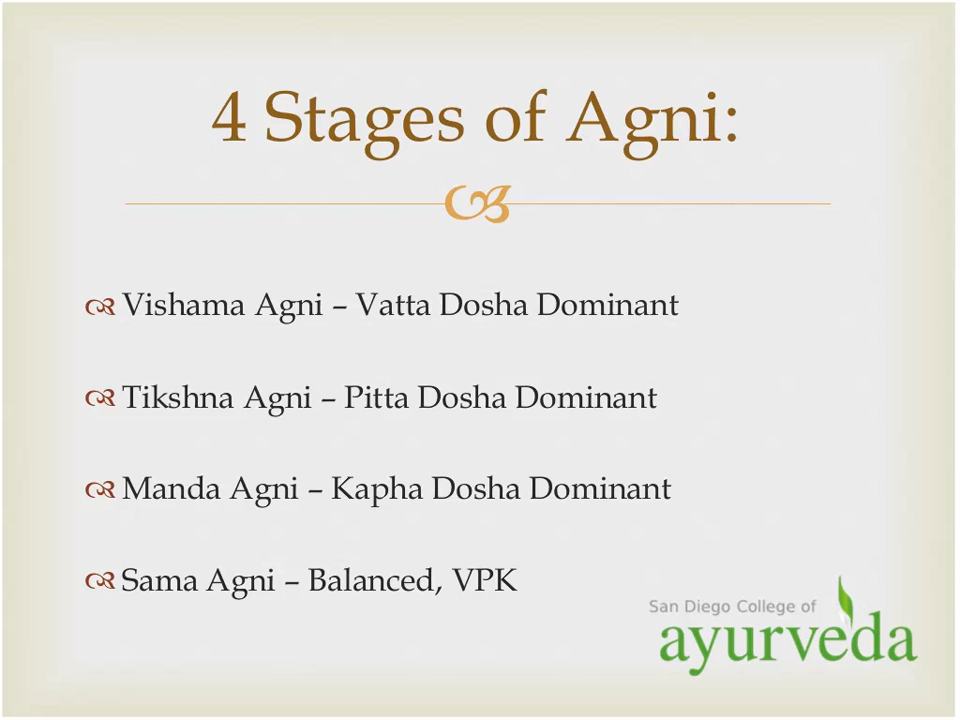 4 Stages of Agni:
Vishama Agni – Vatta Dosha Dominant
Tikshna Agni – Pitta Dosha Dominant
Manda Agni – Kapha Dosha Dominant
Sama Agni – Balanced, VPK
San Diego College of
ayurveda